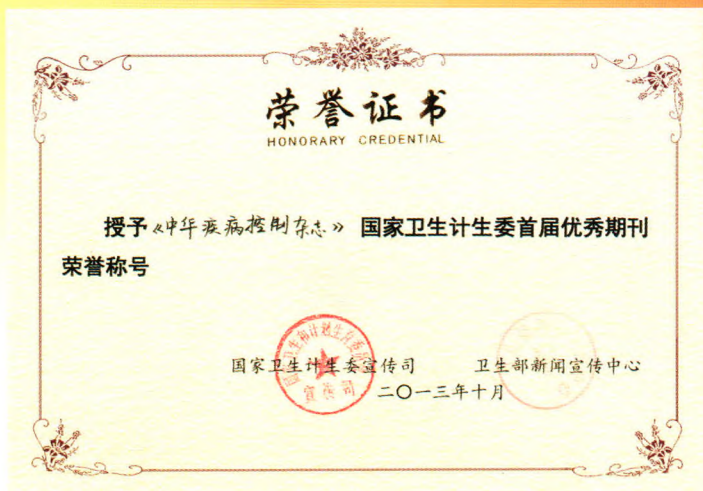 荣誉证书
HONORARY CREDENTIAL
授予《中华疾病控制杂志》国家卫生计生委首届优秀期刊
荣誉称号
国家卫生计生委宣传司 卫生部新闻宣传中心
二〇一三年十月
宣传司